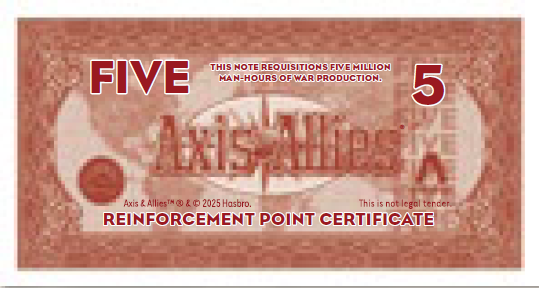 FIVE
THIS NOTE REQUISITIONS FIVE MILLION
MAN-HOURS OF WAR PRODUCTION.
5
Axis & Allies
Axis & Allies™ ® & © 2025 Hasbro.
This is not legal tender.
REINFORCEMENT POINT CERTIFICATE